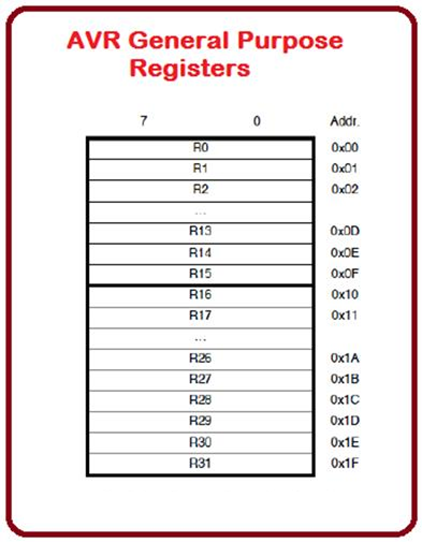 AVR General Purpose
Registers
7 0 Addr.
R0 0x00
R1 0x01
R2 0x02
...
R13 0x0D
R14 0x0E
R15 0x0F
R16 0x10
R17 0x11
...
R26 0x1A
R27 0x1B
R28 0x1C
R29 0x1D
R30 0x1E
R31 0x1F